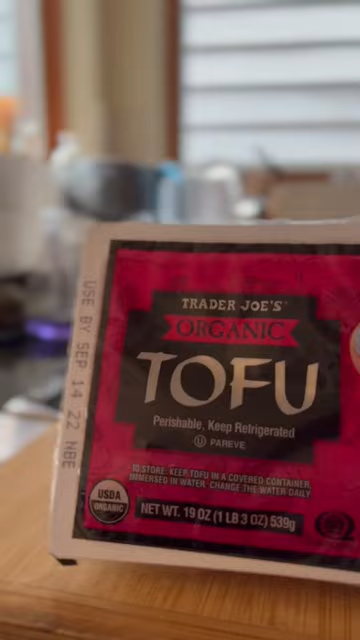 TRADER JOE'S
ORGANIC
TOFU
Perishable, Keep Refrigerated
U PAREVE
TO STORE: KEEP TOFU IN A COVERED CONTAINER,
IMMERSED IN WATER. CHANGE THE WATER DAILY
USDA
ORGANIC
NET WT. 19 OZ (1 LB 3 OZ) 539g
USE BY SEP 14 22 NBE